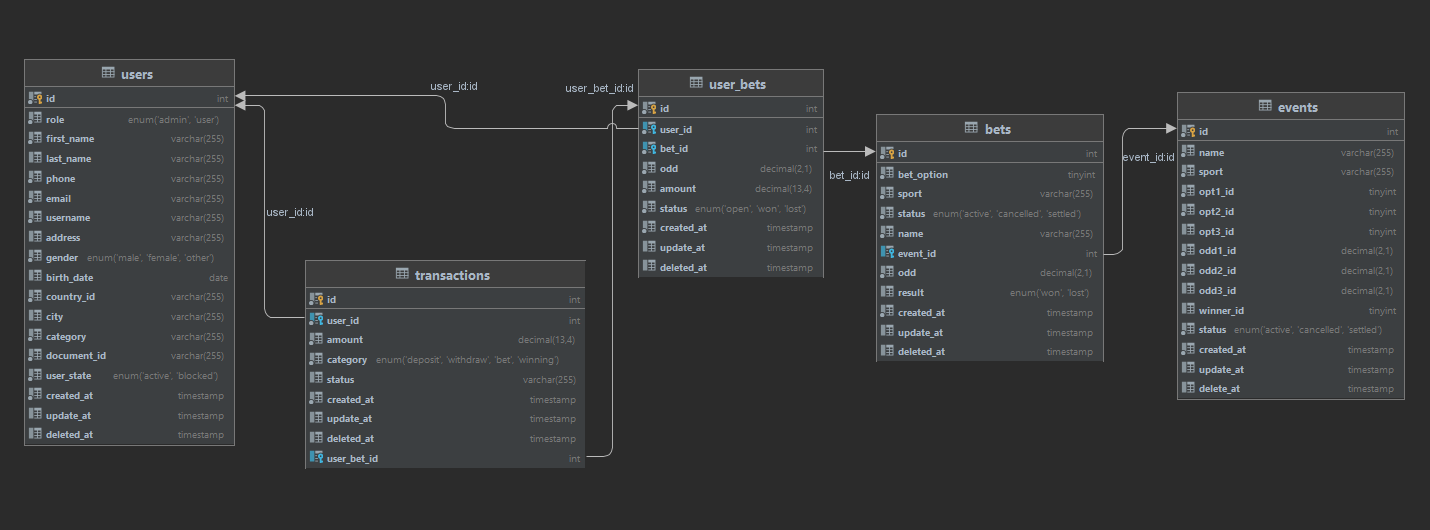 users
id int
role enum('admin', 'user')
first_name varchar(255)
last_name varchar(255)
phone varchar(255)
email varchar(255)
username varchar(255)
address varchar(255)
gender enum('male', 'female', 'other')
birth_date date
country_id varchar(255)
city varchar(255)
category varchar(255)
document_id varchar(255)
user_state enum('active', 'blocked')
created_at timestamp
update_at timestamp
deleted_at timestamp
user_id:id
user_id:id
transactions
id int
user_id int
amount decimal(13,4)
category enum('deposit', 'withdraw', 'bet', 'winning')
status varchar(255)
created_at timestamp
update_at timestamp
deleted_at timestamp
user_bet_id int
user_bet_id:id
user_bets
id int
user_id int
bet_id int
odd decimal(2,1)
amount decimal(13,4)
status enum('open', 'won', 'lost')
created_at timestamp
update_at timestamp
deleted_at timestamp
bet_id:id
bets
id int
bet_option tinyint
sport varchar(255)
status enum('active', 'cancelled', 'settled')
name varchar(255)
event_id int
odd decimal(2,1)
result enum('won', 'lost')
created_at timestamp
update_at timestamp
deleted_at timestamp
event_id:id
events
id int
name varchar(255)
sport varchar(255)
opt1_id tinyint
opt2_id tinyint
opt3_id tinyint
odd1_id decimal(2,1)
odd2_id decimal(2,1)
odd3_id decimal(2,1)
winner_id tinyint
status enum('active', 'cancelled', 'settled')
created_at timestamp
update_at timestamp
delete_at timestamp